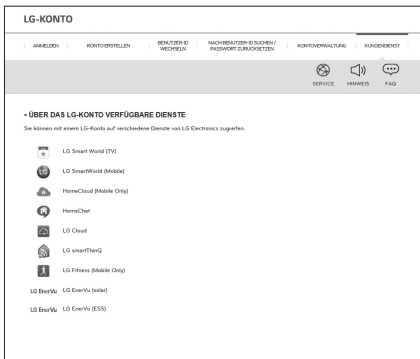 LG-KONTO
ANMELDEN
KONTO ERSTELLEN
BENUTZER-ID
WECHSELN
NACH BENUTZER-ID SUCHEN /
PASSWORT ZURÜCKSETZEN
KONTOVERWALTUNG
KUNDENDIENST
SERVICE
HINWEIS
FAQ
ÜBER DAS LG-KONTO VERFÜGBARE DIENSTE
Sie können mit einem LG-Konto auf verschiedene Dienste von LG Electronics zugreifen.
LG Smart World (TV)
LG SmartWorld (Mobile)
HomeCloud (Mobile Only)
HomeChat
LG Cloud
LG smartThinQ
LG Fitness (Mobile Only)
LG EnerVu LG EnerVu (solar)
LG EnerVu LG EnerVu (ESS)